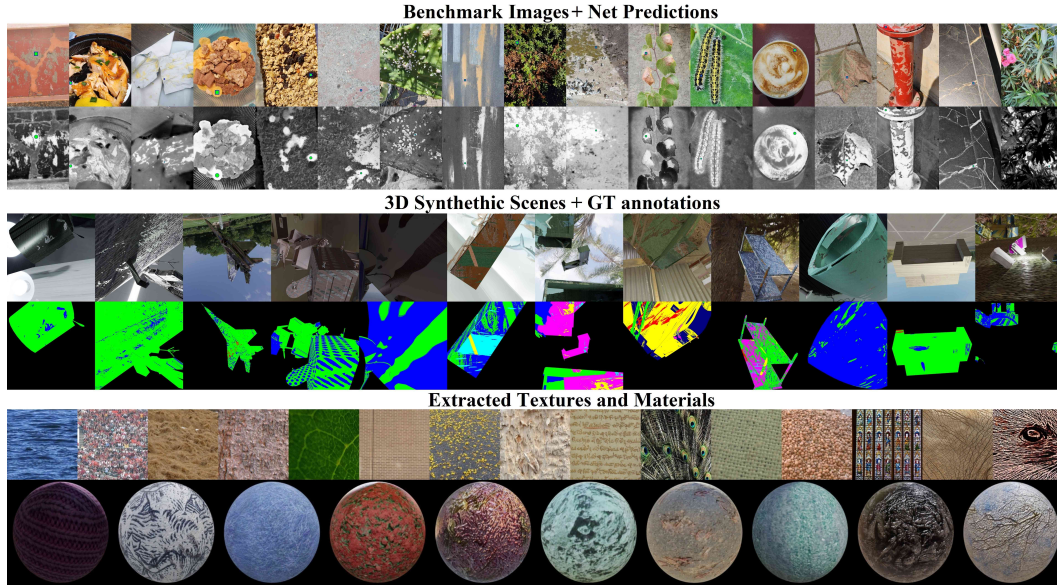 Benchmark Images + Net Predictions
3D Synthethic Scenes + GT annotations
Extracted Textures and Materials